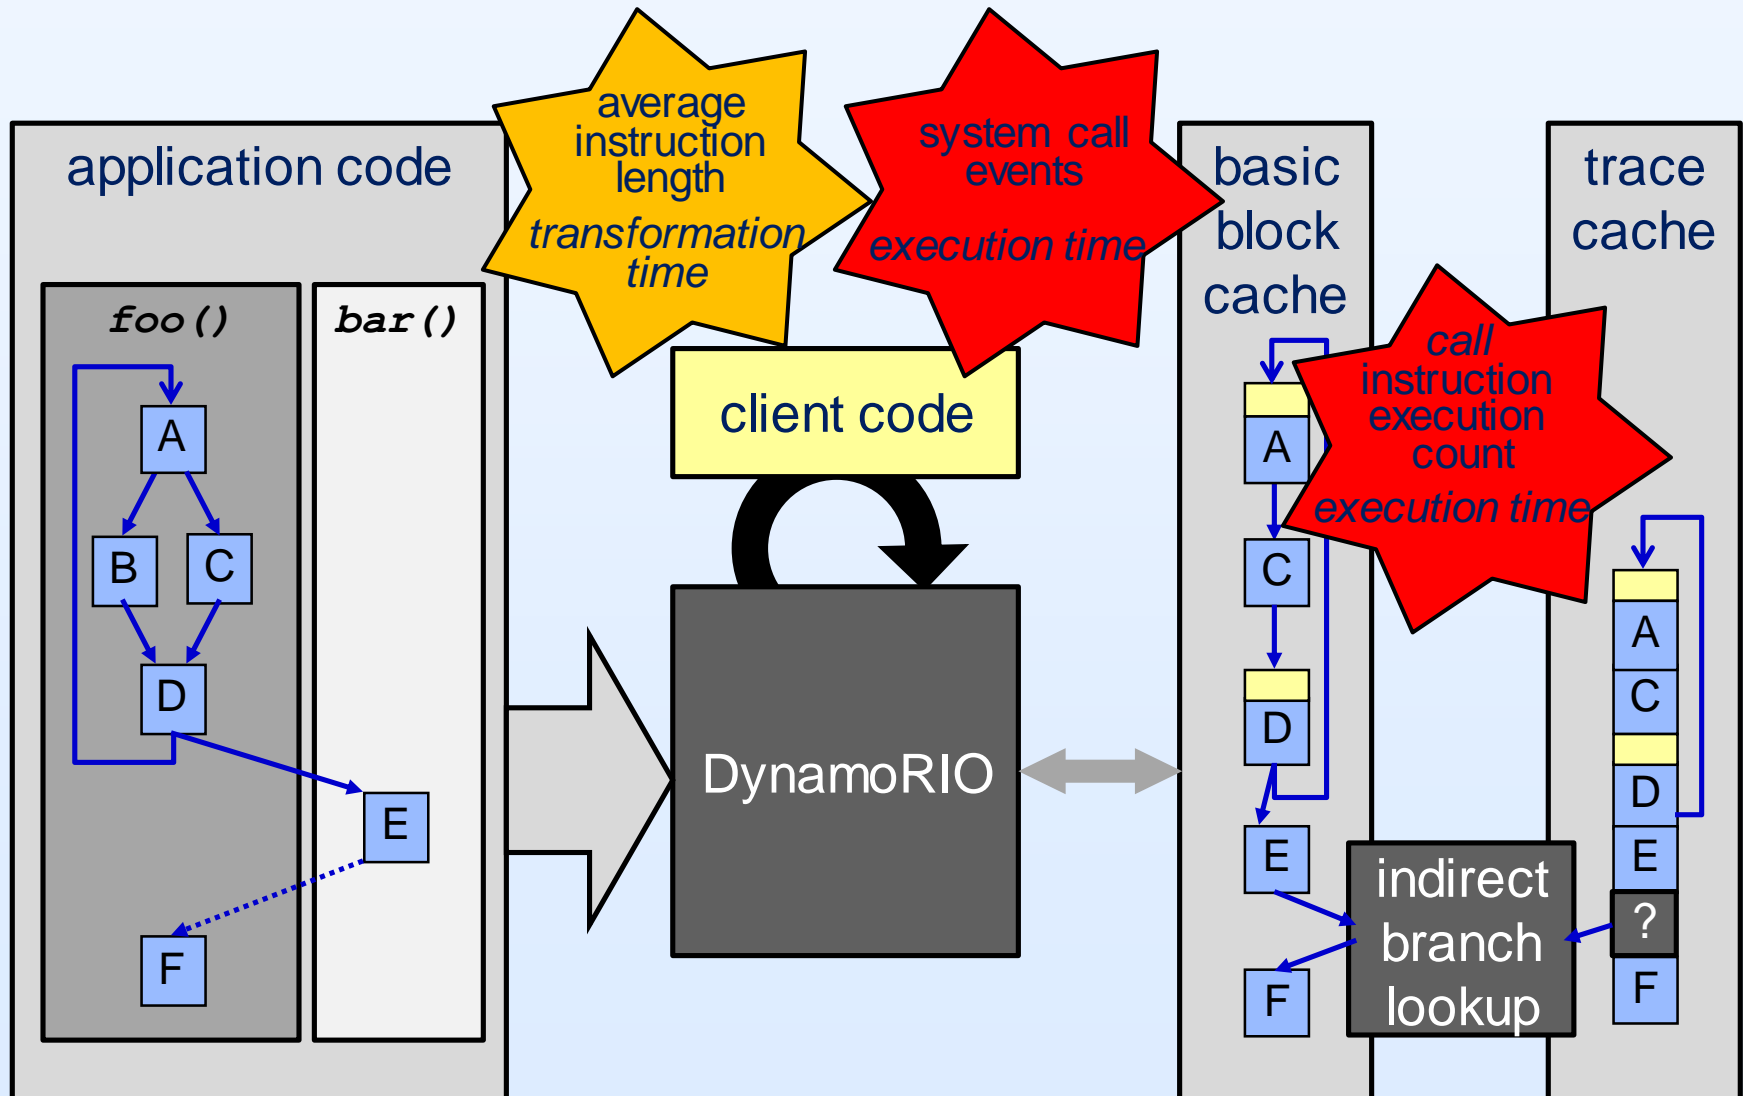 application code
foo()
bar()
A
B
C
D
E
F
average
instruction
length
transformation
time
system call
events
execution time
client code
DynamoRIO
basic
block
cache
A
C
D
E
F
call
instruction
execution
count
execution time
indirect
branch
lookup
trace
cache
A
C
D
E
?
F